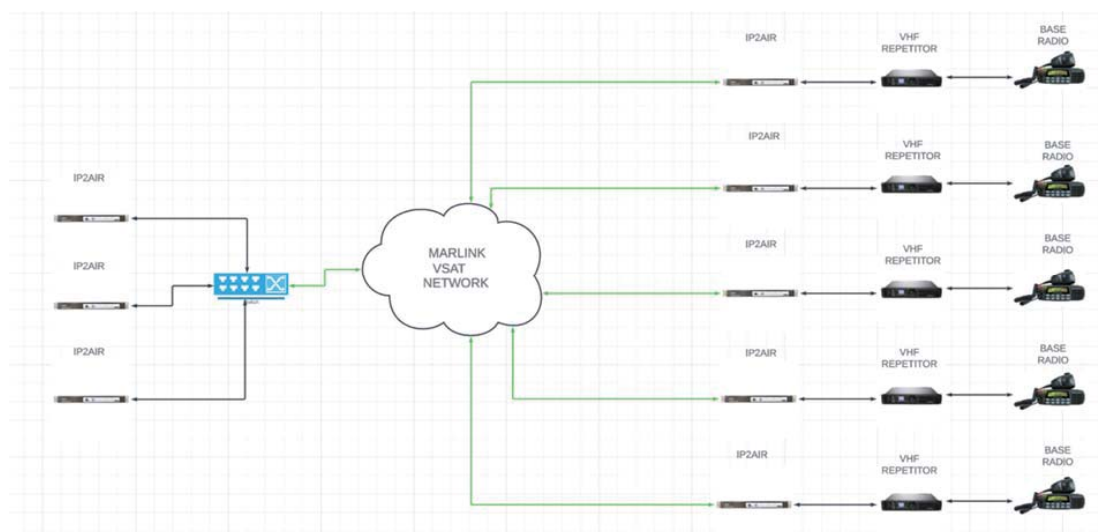 IP2AIR
VHF
REPETITOR
BASE
RADIO
IP2AIR
VHF
REPETITOR
BASE
RADIO
IP2AIR
IP2AIR
VHF
REPETITOR
BASE
RADIO
MARLINK
VSAT
NETWORK
IP2AIR
IP2AIR
IP2AIR
VHF
REPETITOR
BASE
RADIO
IP2AIR
VHF
REPETITOR
BASE
RADIO